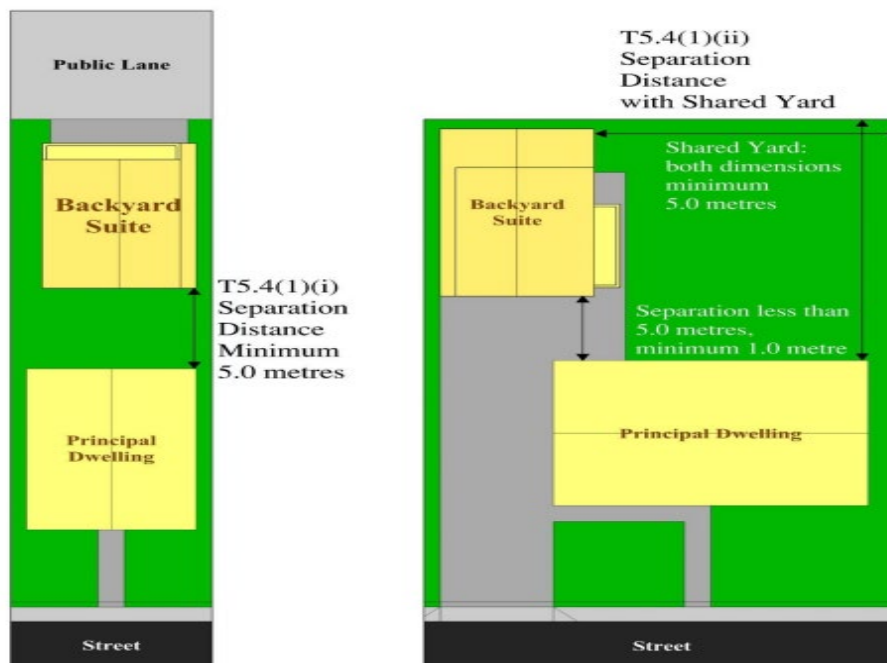 Public Lane
Backyard
Suite
T5.4(1)(i)
Separation
Distance
Minimum
5.0 metres
Principal
Dwelling
Street
T5.4(1)(ii)
Separation
Distance
with Shared Yard
Shared Yard:
both dimensions
minimum
5.0 metres
Backyard
Suite
Separation less than
5.0 metres,
minimum 1.0 metre
Principal Dwelling
Street